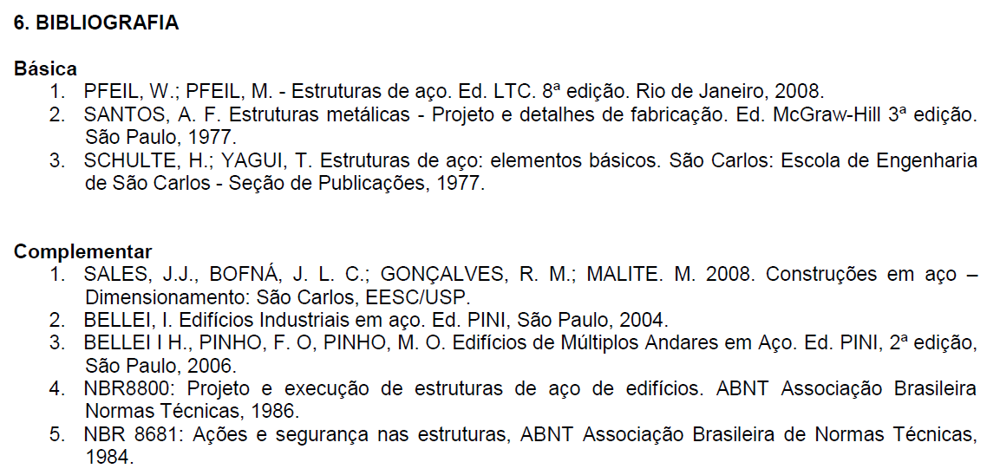 6. BIBLIOGRAFIA
Básica
1. PFEIL, W.; PFEIL, M. - Estruturas de aço. Ed. LTC. 8ª edição. Rio de Janeiro, 2008.
2. SANTOS, A. F. Estruturas metálicas - Projeto e detalhes de fabricação. Ed. McGraw-Hill 3ª edição.
São Paulo, 1977.
3. SCHULTE, H.; YAGUI, T. Estruturas de aço: elementos básicos. São Carlos: Escola de Engenharia
de São Carlos - Seção de Publicações, 1977.
Complementar
1. SALES, J.J., BOFNÁ, J. L. C.; GONÇALVES, R. M.; MALITE. M. 2008. Construções em aço –
Dimensionamento: São Carlos, EESC/USP.
2. BELLEI, I. Edifícios Industriais em aço. Ed. PINI, São Paulo, 2004.
3. BELLEI I H., PINHO, F. O, PINHO, M. O. Edifícios de Múltiplos Andares em Aço. Ed. PINI, 2ª edição,
São Paulo, 2006.
4. NBR8800: Projeto e execução de estruturas de aço de edifícios. ABNT Associação Brasileira
Normas Técnicas, 1986.
5. NBR 8681: Ações e segurança nas estruturas, ABNT Associação Brasileira de Normas Técnicas,
1984.